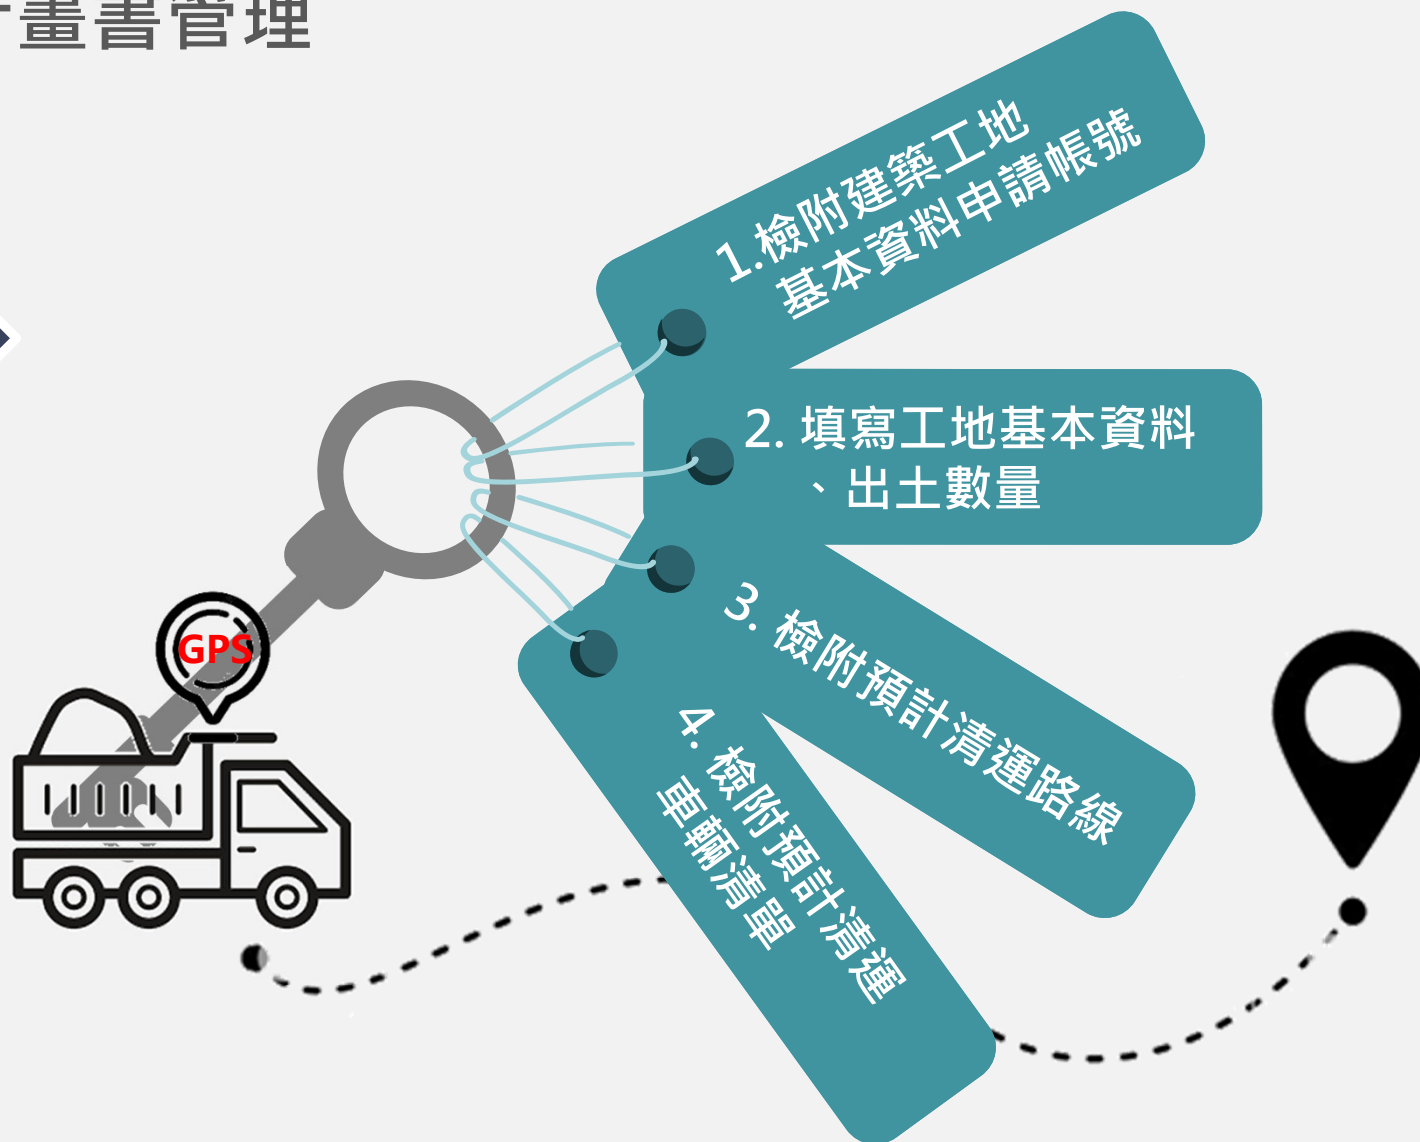 畫書管理
1.檢附建築工地
基本資料申請帳號
2. 填寫工地基本資料
、出土數量
3. 檢附預計清運路線
4. 檢附預計清運
車輛清單
GPS